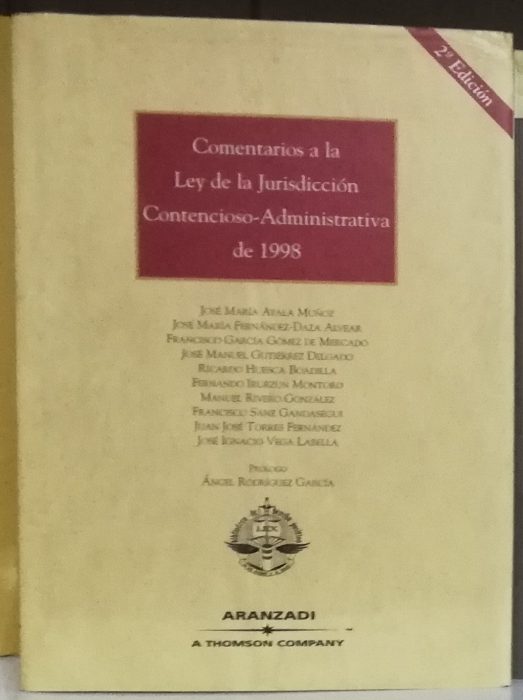 2ª Edición
Comentarios a la
Ley de la Jurisdicción
Contencioso-Administrativa
de 1998
JOSÉ MARÍA AYALA MUÑOZ
JOSÉ MARÍA FERNÁNDEZ-DAZA ALVEAR
FRANCISCO GARCÍA GÓMEZ DE MERCADO
JOSÉ MANUEL GUTIÉRREZ DELGADO
RICARDO HUESCA BOADILLA
FERNANDO IRURZUN MONTORO
MANUEL RIVERO GONZÁLEZ
FRANCISCO SANZ GANDASEGUI
JUAN JOSÉ TORRES FERNÁNDEZ
JOSÉ IGNACIO VEGA LABELLA
PRÓLOGO
ÁNGEL RODRÍGUEZ GARCÍA
LEX
ARANZADI
A THOMSON COMPANY